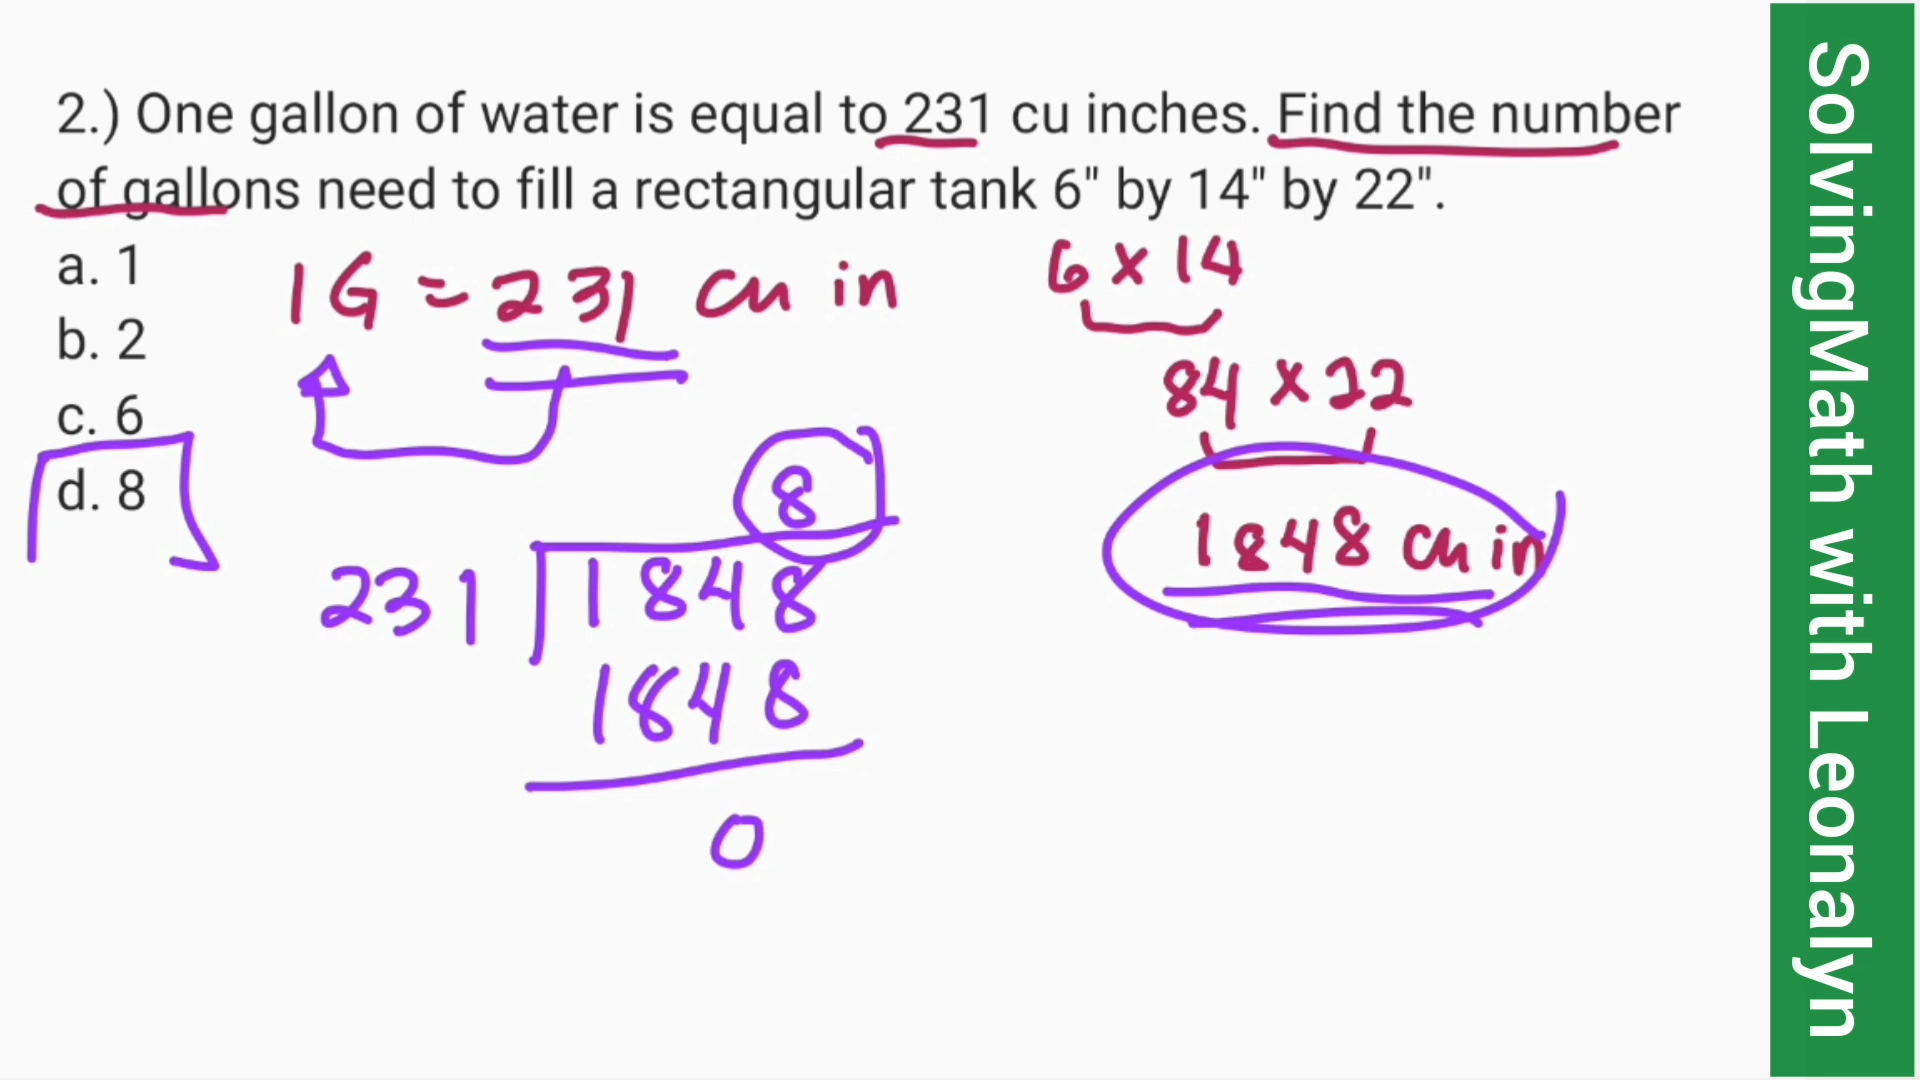 2.) One gallon of water is equal to 231 cu inches. Find the number
of gallons need to fill a rectangular tank 6" by 14" by 22".
a. 1
b. 2
c. 6
d. 8
1G = 231 cu in
8
231 1848
1848
0
6 x 14
84 x 22
1848 cu in
SolvingMath with Leonalyn